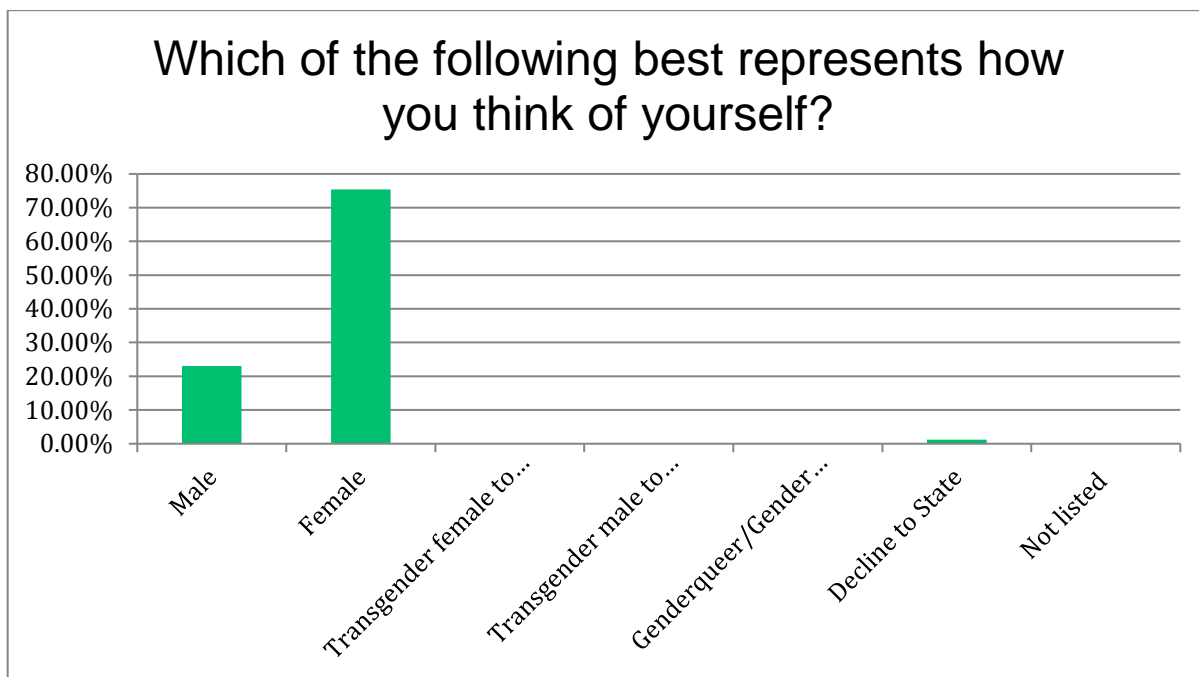 Which of the following best represents how
you think of yourself?
80.00%
70.00%
60.00%
50.00%
40.00%
30.00%
20.00%
10.00%
0.00%
Male
Female
Transgender female to...
Transgender male to...
Genderqueer/Gender...
Decline to State
Not listed